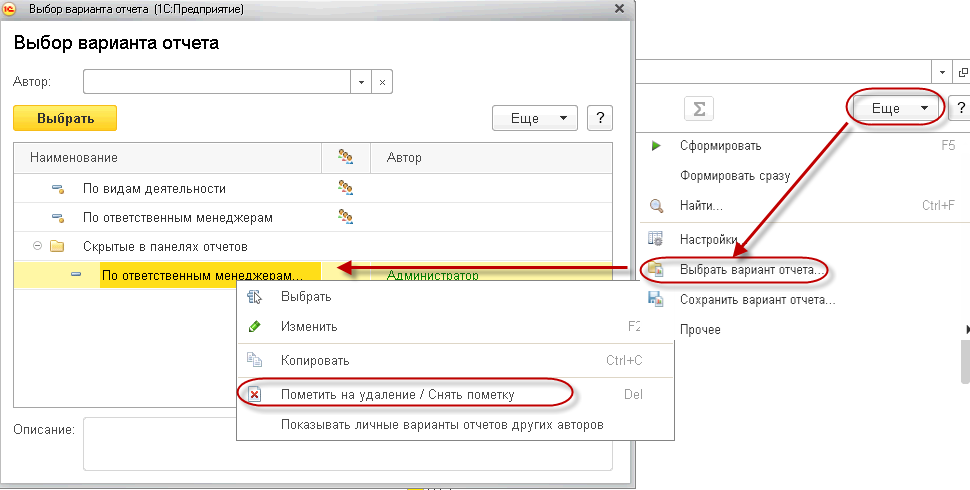 Выбор варианта отчета (1С:Предприятие)
Выбор варианта отчета
Автор:
Выбрать
Еще
?
Наименование
Автор
По видам деятельности
По ответственным менеджерам
Скрытые в панелях отчетов
По ответственным менеджерам...
Администратор
Выбрать
Изменить F2
Копировать Ctrl+C
Пометить на удаление / Снять пометку Del
Показывать личные варианты отчетов других авторов
Описание:
Σ
Еще
?
Сформировать F5
Формировать сразу
Найти... Ctrl+F
Настройки...
Выбрать вариант отчета...
Сохранить вариант отчета...
Прочее